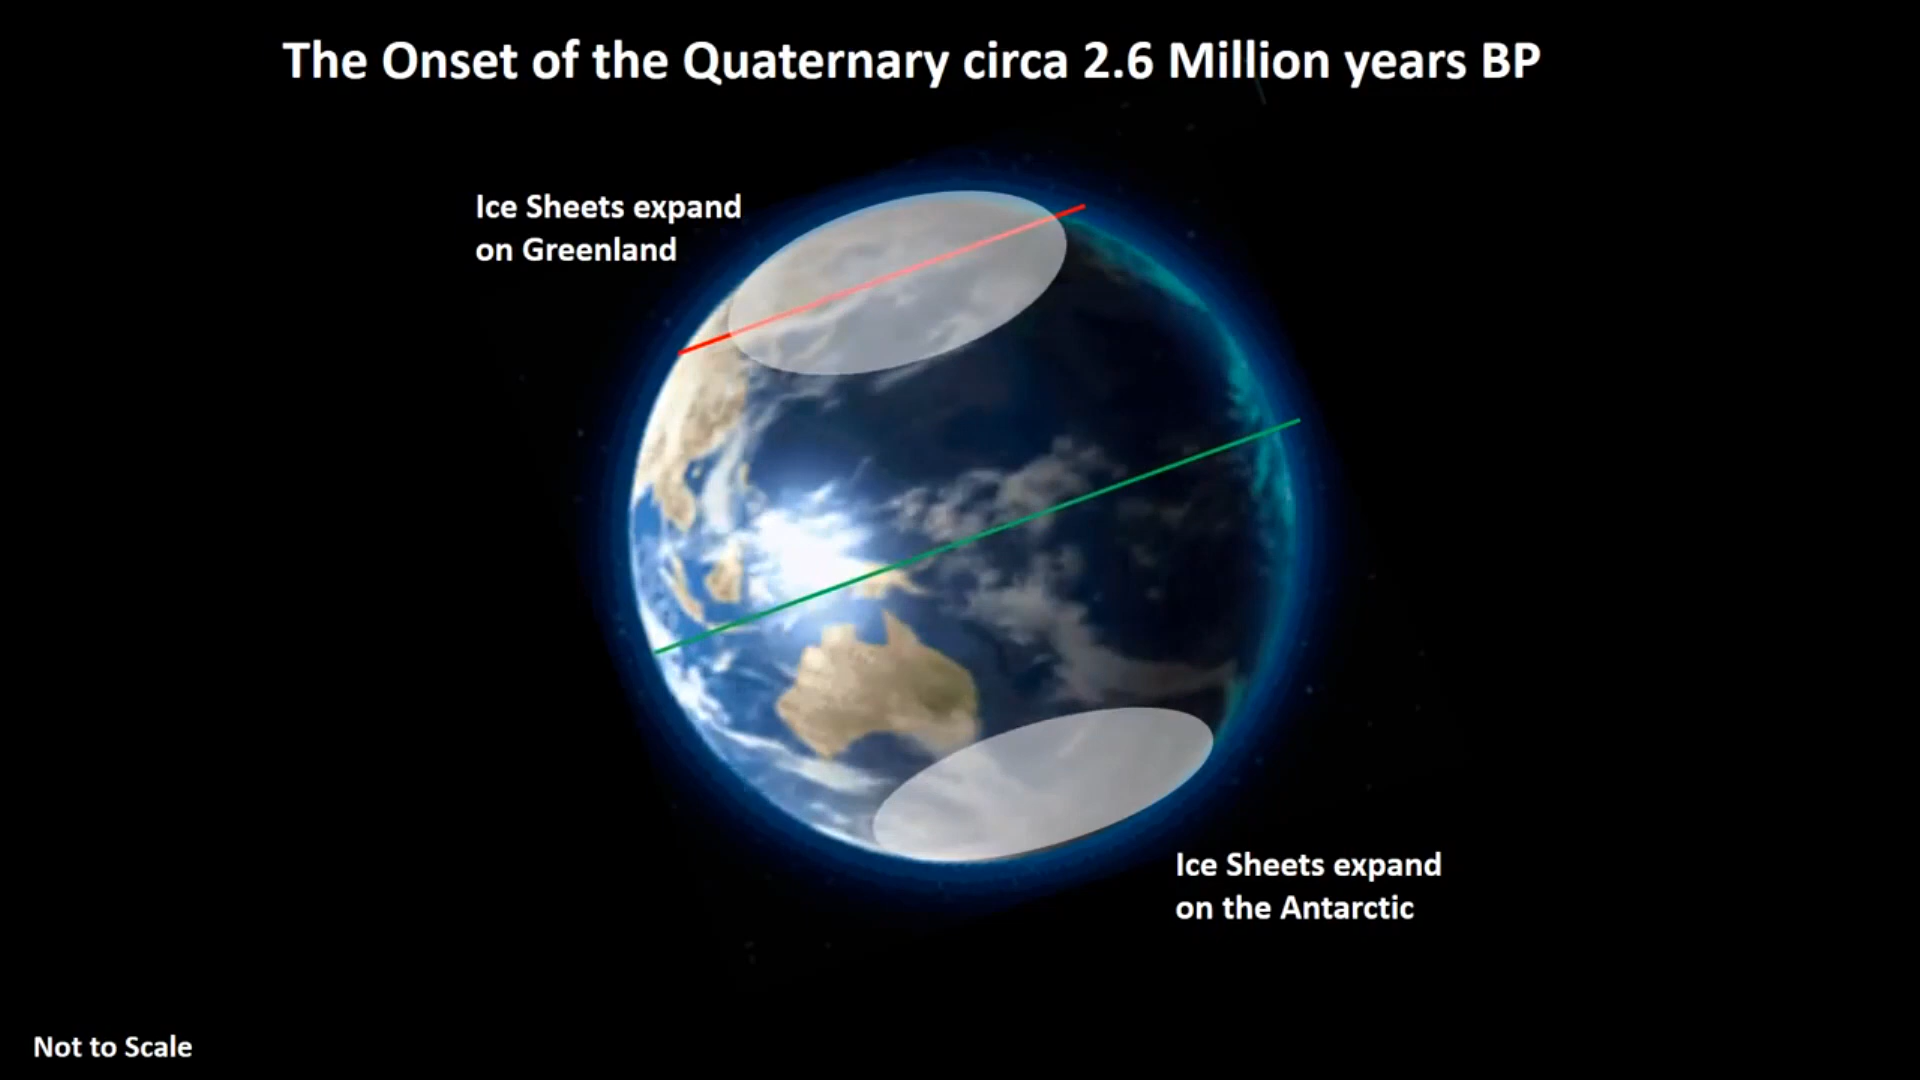 The Onset of the Quaternary circa 2.6 Million years BP
Ice Sheets expand
on Greenland
Ice Sheets expand
on the Antarctic
Not to Scale